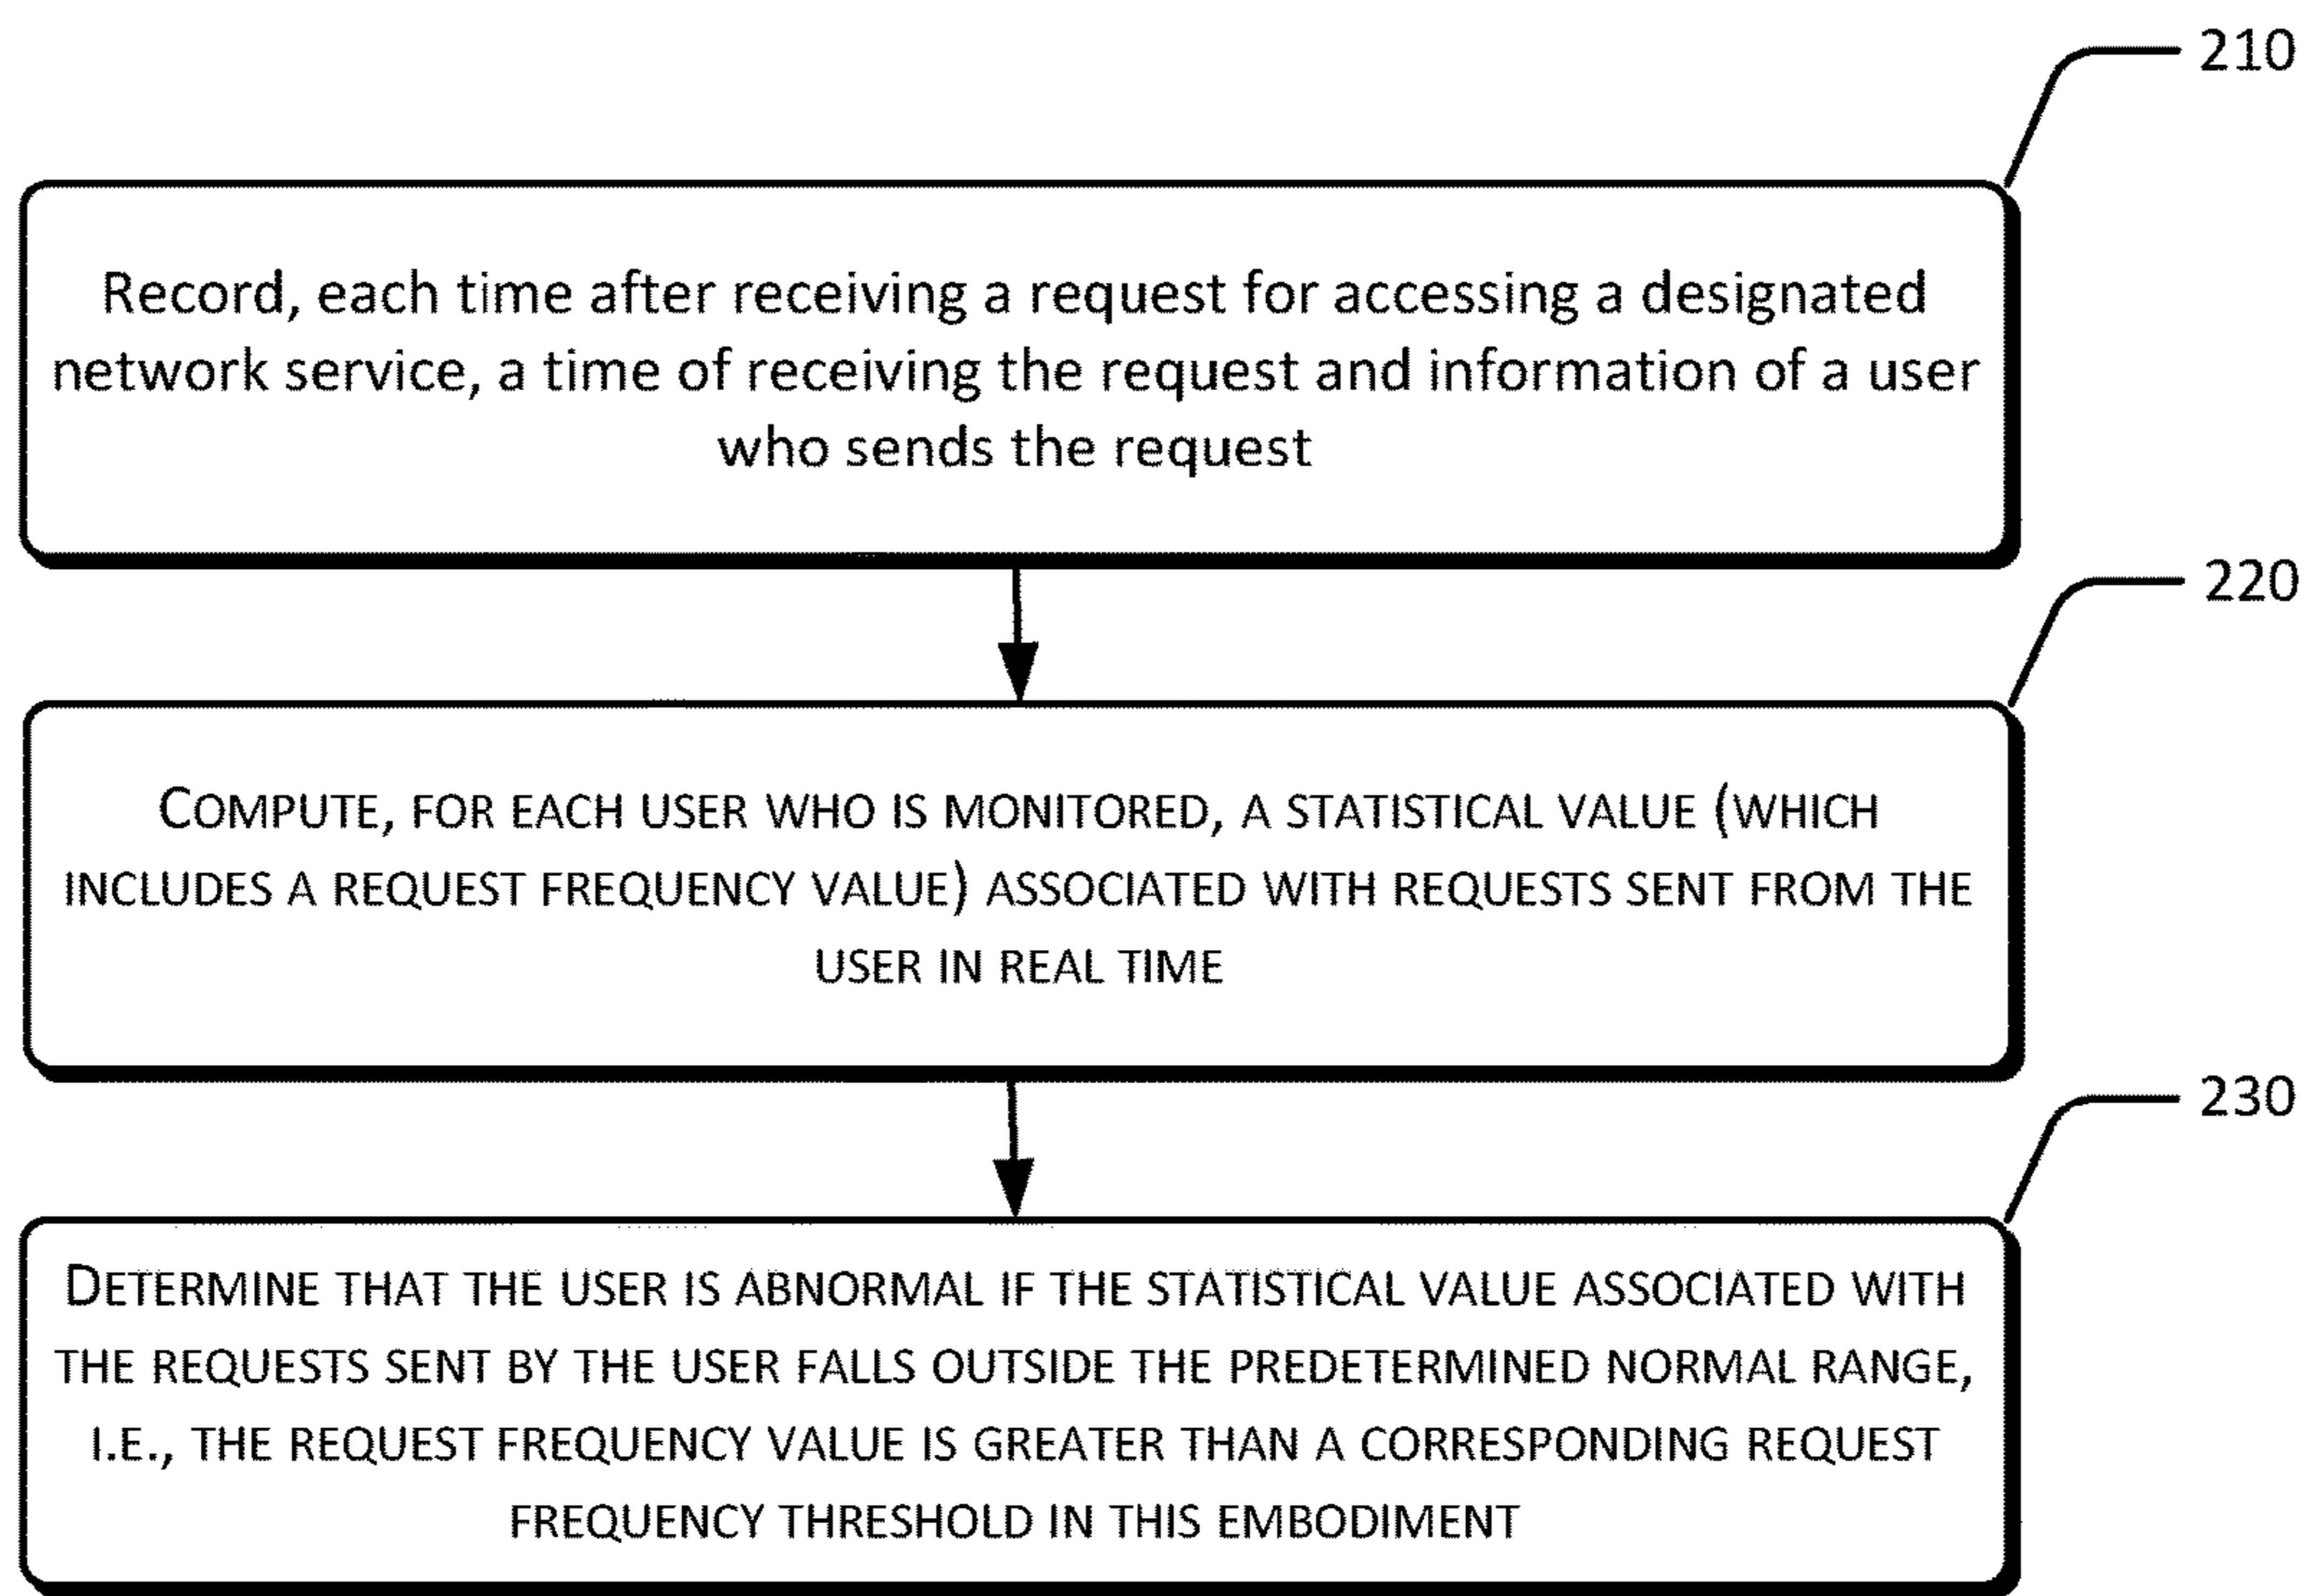 210
Record, each time after receiving a request for accessing a designated
network service, a time of receiving the request and information of a user
who sends the request
220
COMPUTE, FOR EACH USER WHO IS MONITORED, A STATISTICAL VALUE (WHICH
INCLUDES A REQUEST FREQUENCY VALUE) ASSOCIATED WITH REQUESTS SENT FROM THE
USER IN REAL TIME
230
DETERMINE THAT THE USER IS ABNORMAL IF THE STATISTICAL VALUE ASSOCIATED WITH
THE REQUESTS SENT BY THE USER FALLS OUTSIDE THE PREDETERMINED NORMAL RANGE,
I.E., THE REQUEST FREQUENCY VALUE IS GREATER THAN A CORRESPONDING REQUEST
FREQUENCY THRESHOLD IN THIS EMBODIMENT